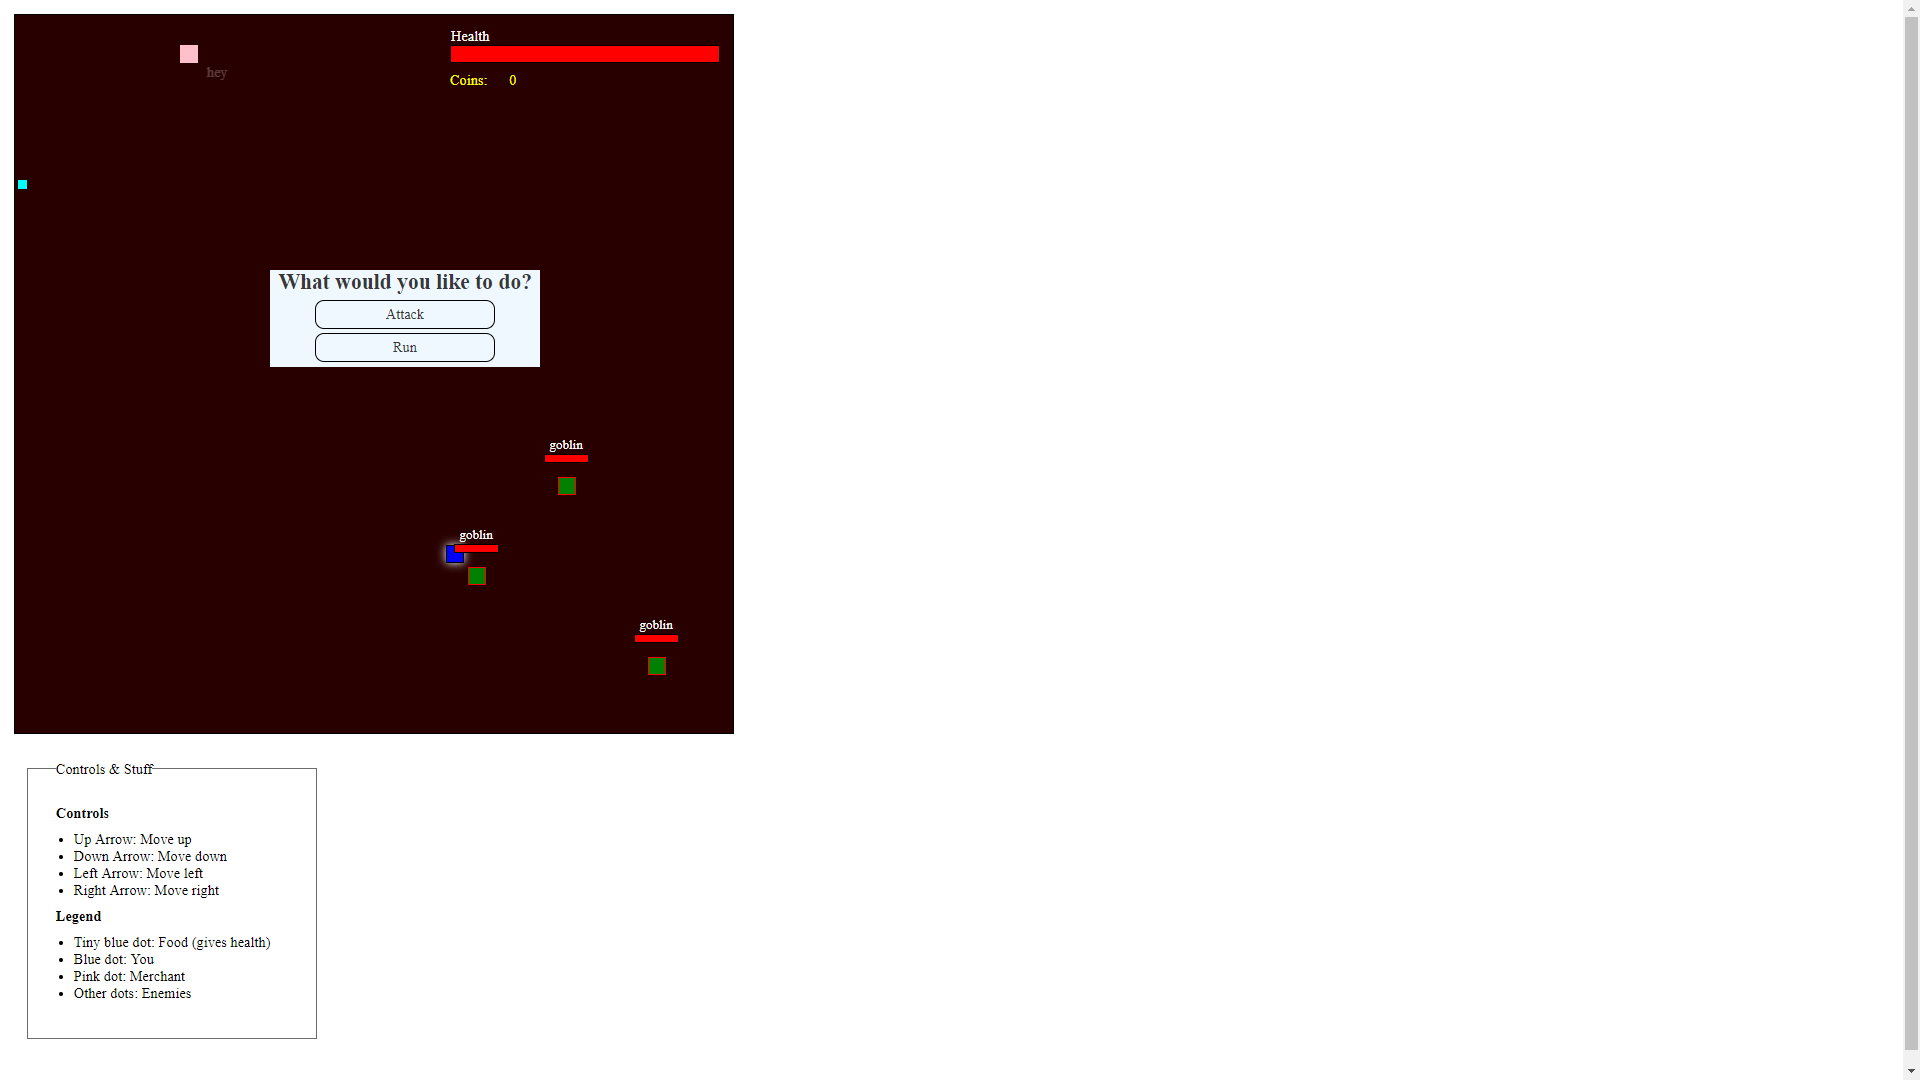 Health
hey
Coins: 0
What would you like to do?
Attack
Run
goblin
goblin
goblin
Controls & Stuff
Controls
Up Arrow: Move up
Down Arrow: Move down
Left Arrow: Move left
Right Arrow: Move right
Legend
Tiny blue dot: Food (gives health)
Blue dot: You
Pink dot: Merchant
Other dots: Enemies